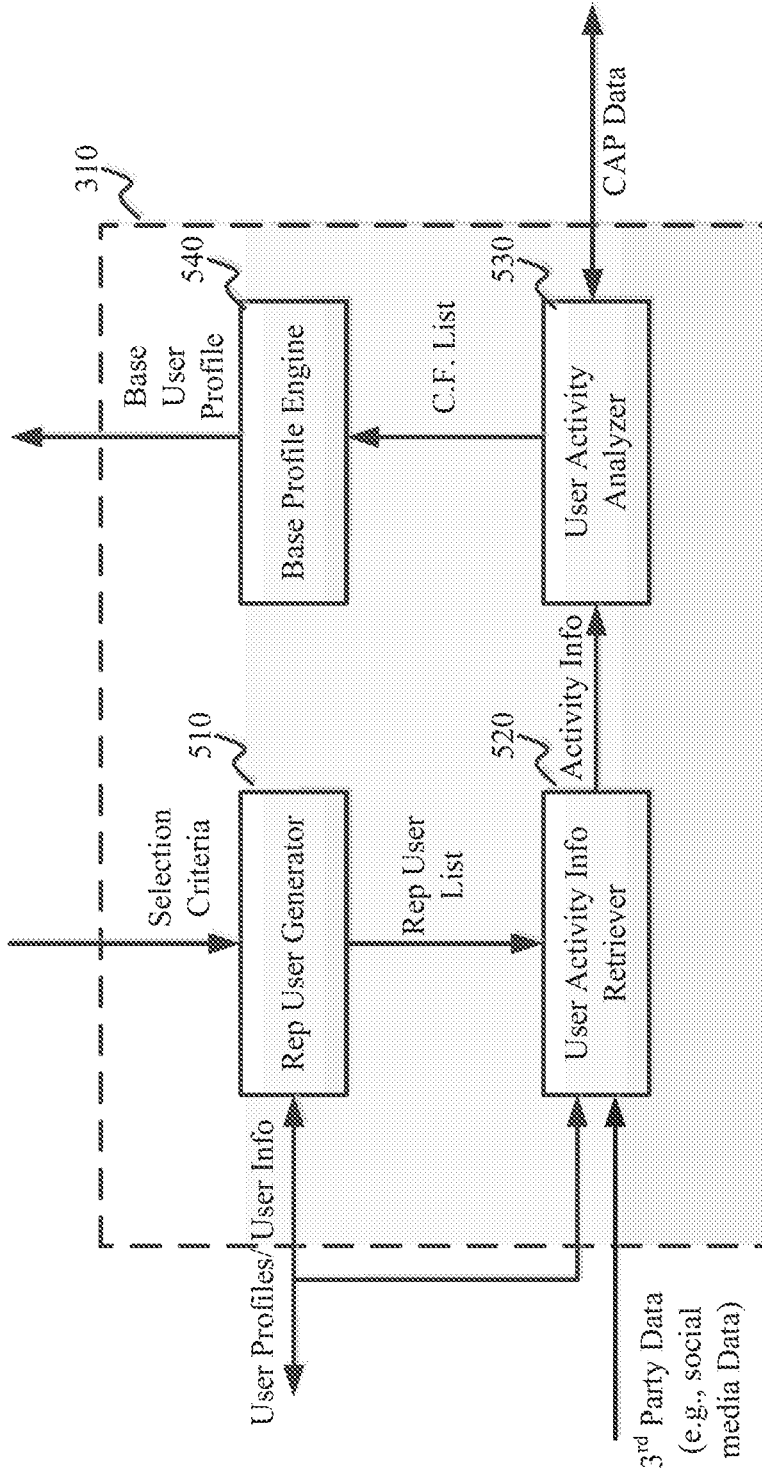 310
Selection
Criteria
Base
User
Profile
510
540
User Profiles/ User Info
Rep User Generator
Base Profile Engine
Rep User
List
C.F. List
520
530
User Activity Info
Retriever
Activity Info
User Activity
Analyzer
CAP Data
3rd Party Data
(e.g., social
media Data)